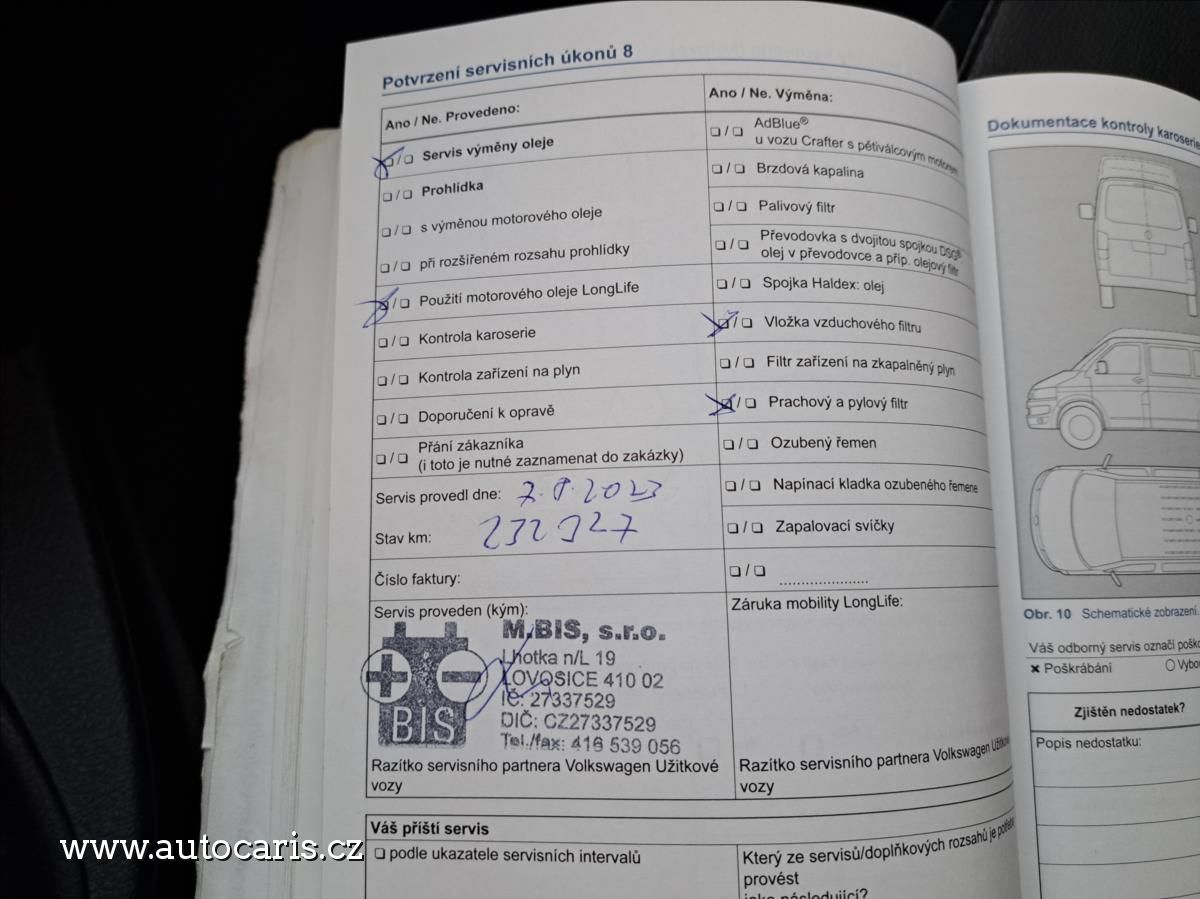 Potvrzení servisních úkonů 8
Ano / Ne. Provedeno:
Servis výměny oleje
Prohlídka
s výměnou motorového oleje
při rozšířeném rozsahu prohlídky
Použití motorového oleje LongLife
Kontrola karoserie
Kontrola zařízení na plyn
Doporučení k opravě
Přání zákazníka
(i toto je nutné zaznamenat do zakázky)
Servis provedl dne: 7.8.2023
Stav km: 232927
Číslo faktury:
Servis proveden (kým):
M.BIS, s.r.o.
Lhotka n/L 19
LOVOSICE 410 02
IČ: 27337529
DIČ: CZ27337529
Tel./fax: 416 539 056
BIS
Razítko servisního partnera Volkswagen Užitkové
vozy
Ano / Ne. Výměna:
AdBlue®
u vozu Crafter s pětiválcovým motorem
Brzdová kapalina
Palivový filtr
Převodovka s dvojitou spojkou DSG®
olej v převodovce a příp. olejový filtr
Spojka Haldex: olej
Vložka vzduchového filtru
Filtr zařízení na zkapalněný plyn
Prachový a pylový filtr
Ozubený řemen
Napínací kladka ozubeného řemene
Zapalovací svíčky
Záruka mobility LongLife:
Razítko servisního partnera Volkswagen Užitkové
vozy
Váš příští servis
podle ukazatele servisních intervalů
Který ze servisů/doplňkových rozsahů je potřeba
provést
jako následující?
Dokumentace kontroly karoserie
Obr. 10 Schematické zobrazení.
Váš odborný servis označí
Poškrábání
Zjištěn nedostatek?
Popis nedostatku:
www.autocaris.cz